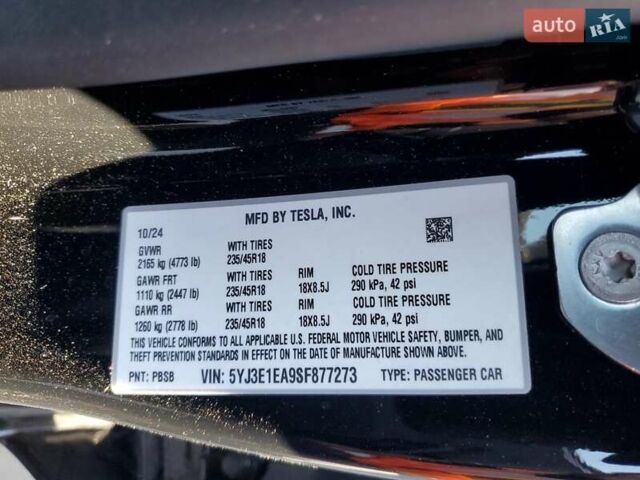 auto RIA.com
MFD BY TESLA, INC.
10/24
GVWR WITH TIRES
2165 kg (4773 lb) 235/45R18
GAWR FRT WITH TIRES RIM COLD TIRE PRESSURE
1110 kg (2447 lb) 235/45R18 18X8.5J 290 kPa, 42 psi
GAWR RR WITH TIRES RIM COLD TIRE PRESSURE
1260 kg (2778 lb) 235/45R18 18X8.5J 290 kPa, 42 psi
THIS VEHICLE CONFORMS TO ALL APPLICABLE U.S. FEDERAL MOTOR VEHICLE SAFETY, BUMPER, AND
THEFT PREVENTION STANDARDS IN EFFECT ON THE DATE OF MANUFACTURE SHOWN ABOVE.
PNT: PBSB VIN: 5YJ3E1EA9SF877273 TYPE: PASSENGER CAR